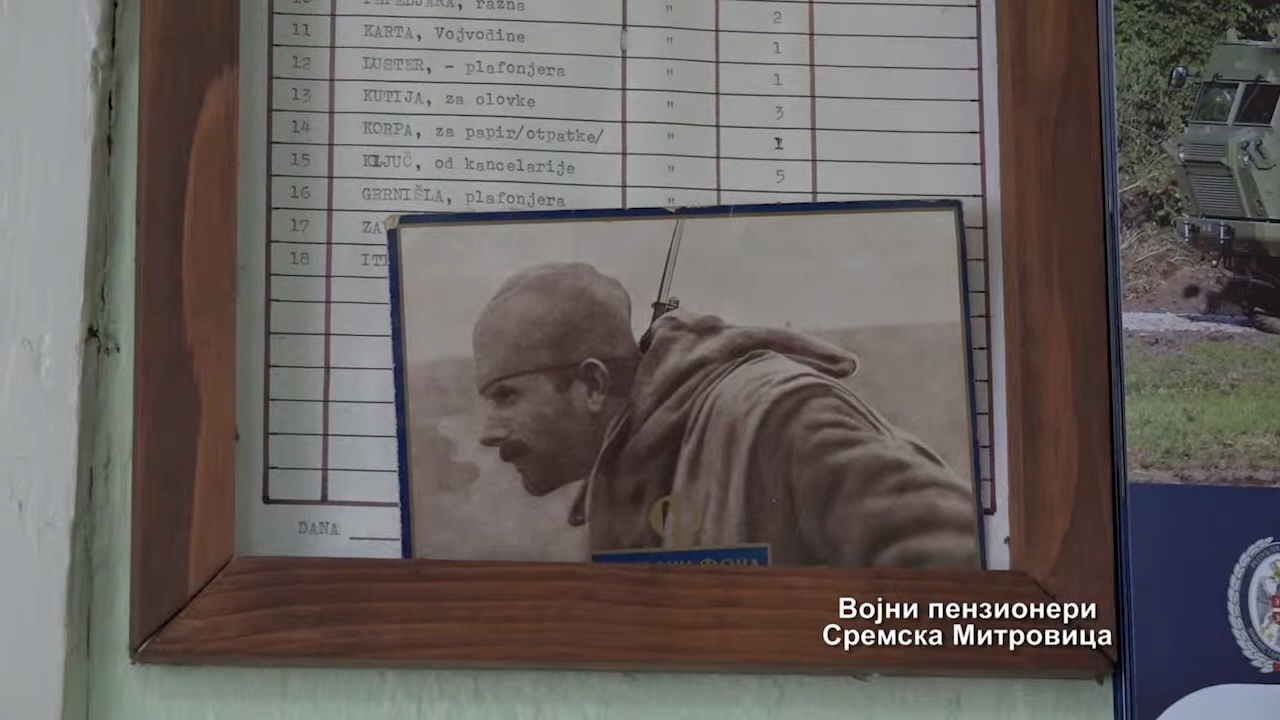 11 KARTA, Vojvodine " 1
12 LUSTER, - plafonjera " 1
13 KUTIJA, za olovke " 3
14 KORPA, za papir/otpatke/ " 1
15 KLJUČ, od kancelarije " 5
16 GRRNIŠLA, plafonjera "
17
18
DANA
Војни пензионери
Сремска Митровица